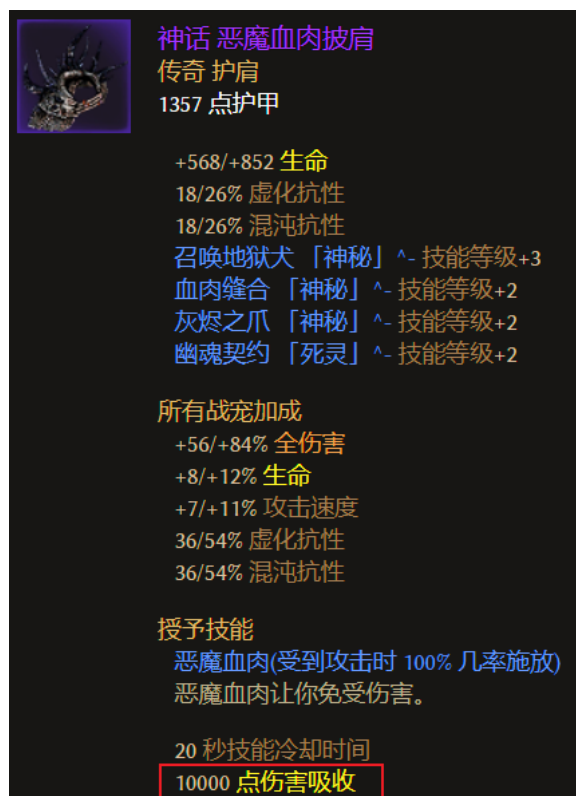 神话 恶魔血肉披肩
传奇 护肩
1357 点护甲
+568/+852 生命
18/26% 虚化抗性
18/26% 混沌抗性
召唤地狱犬 「神秘」 ^- 技能等级+3
血肉缝合 「神秘」 ^- 技能等级+2
灰烬之爪 「神秘」 ^- 技能等级+2
幽魂契约 「死灵」 ^- 技能等级+2
所有战宠加成
+56/+84% 全伤害
+8/+12% 生命
+7/+11% 攻击速度
36/54% 虚化抗性
36/54% 混沌抗性
授予技能
恶魔血肉(受到攻击时 100% 几率施放)
恶魔血肉让你免受伤害。
20 秒技能冷却时间
10000 点伤害吸收